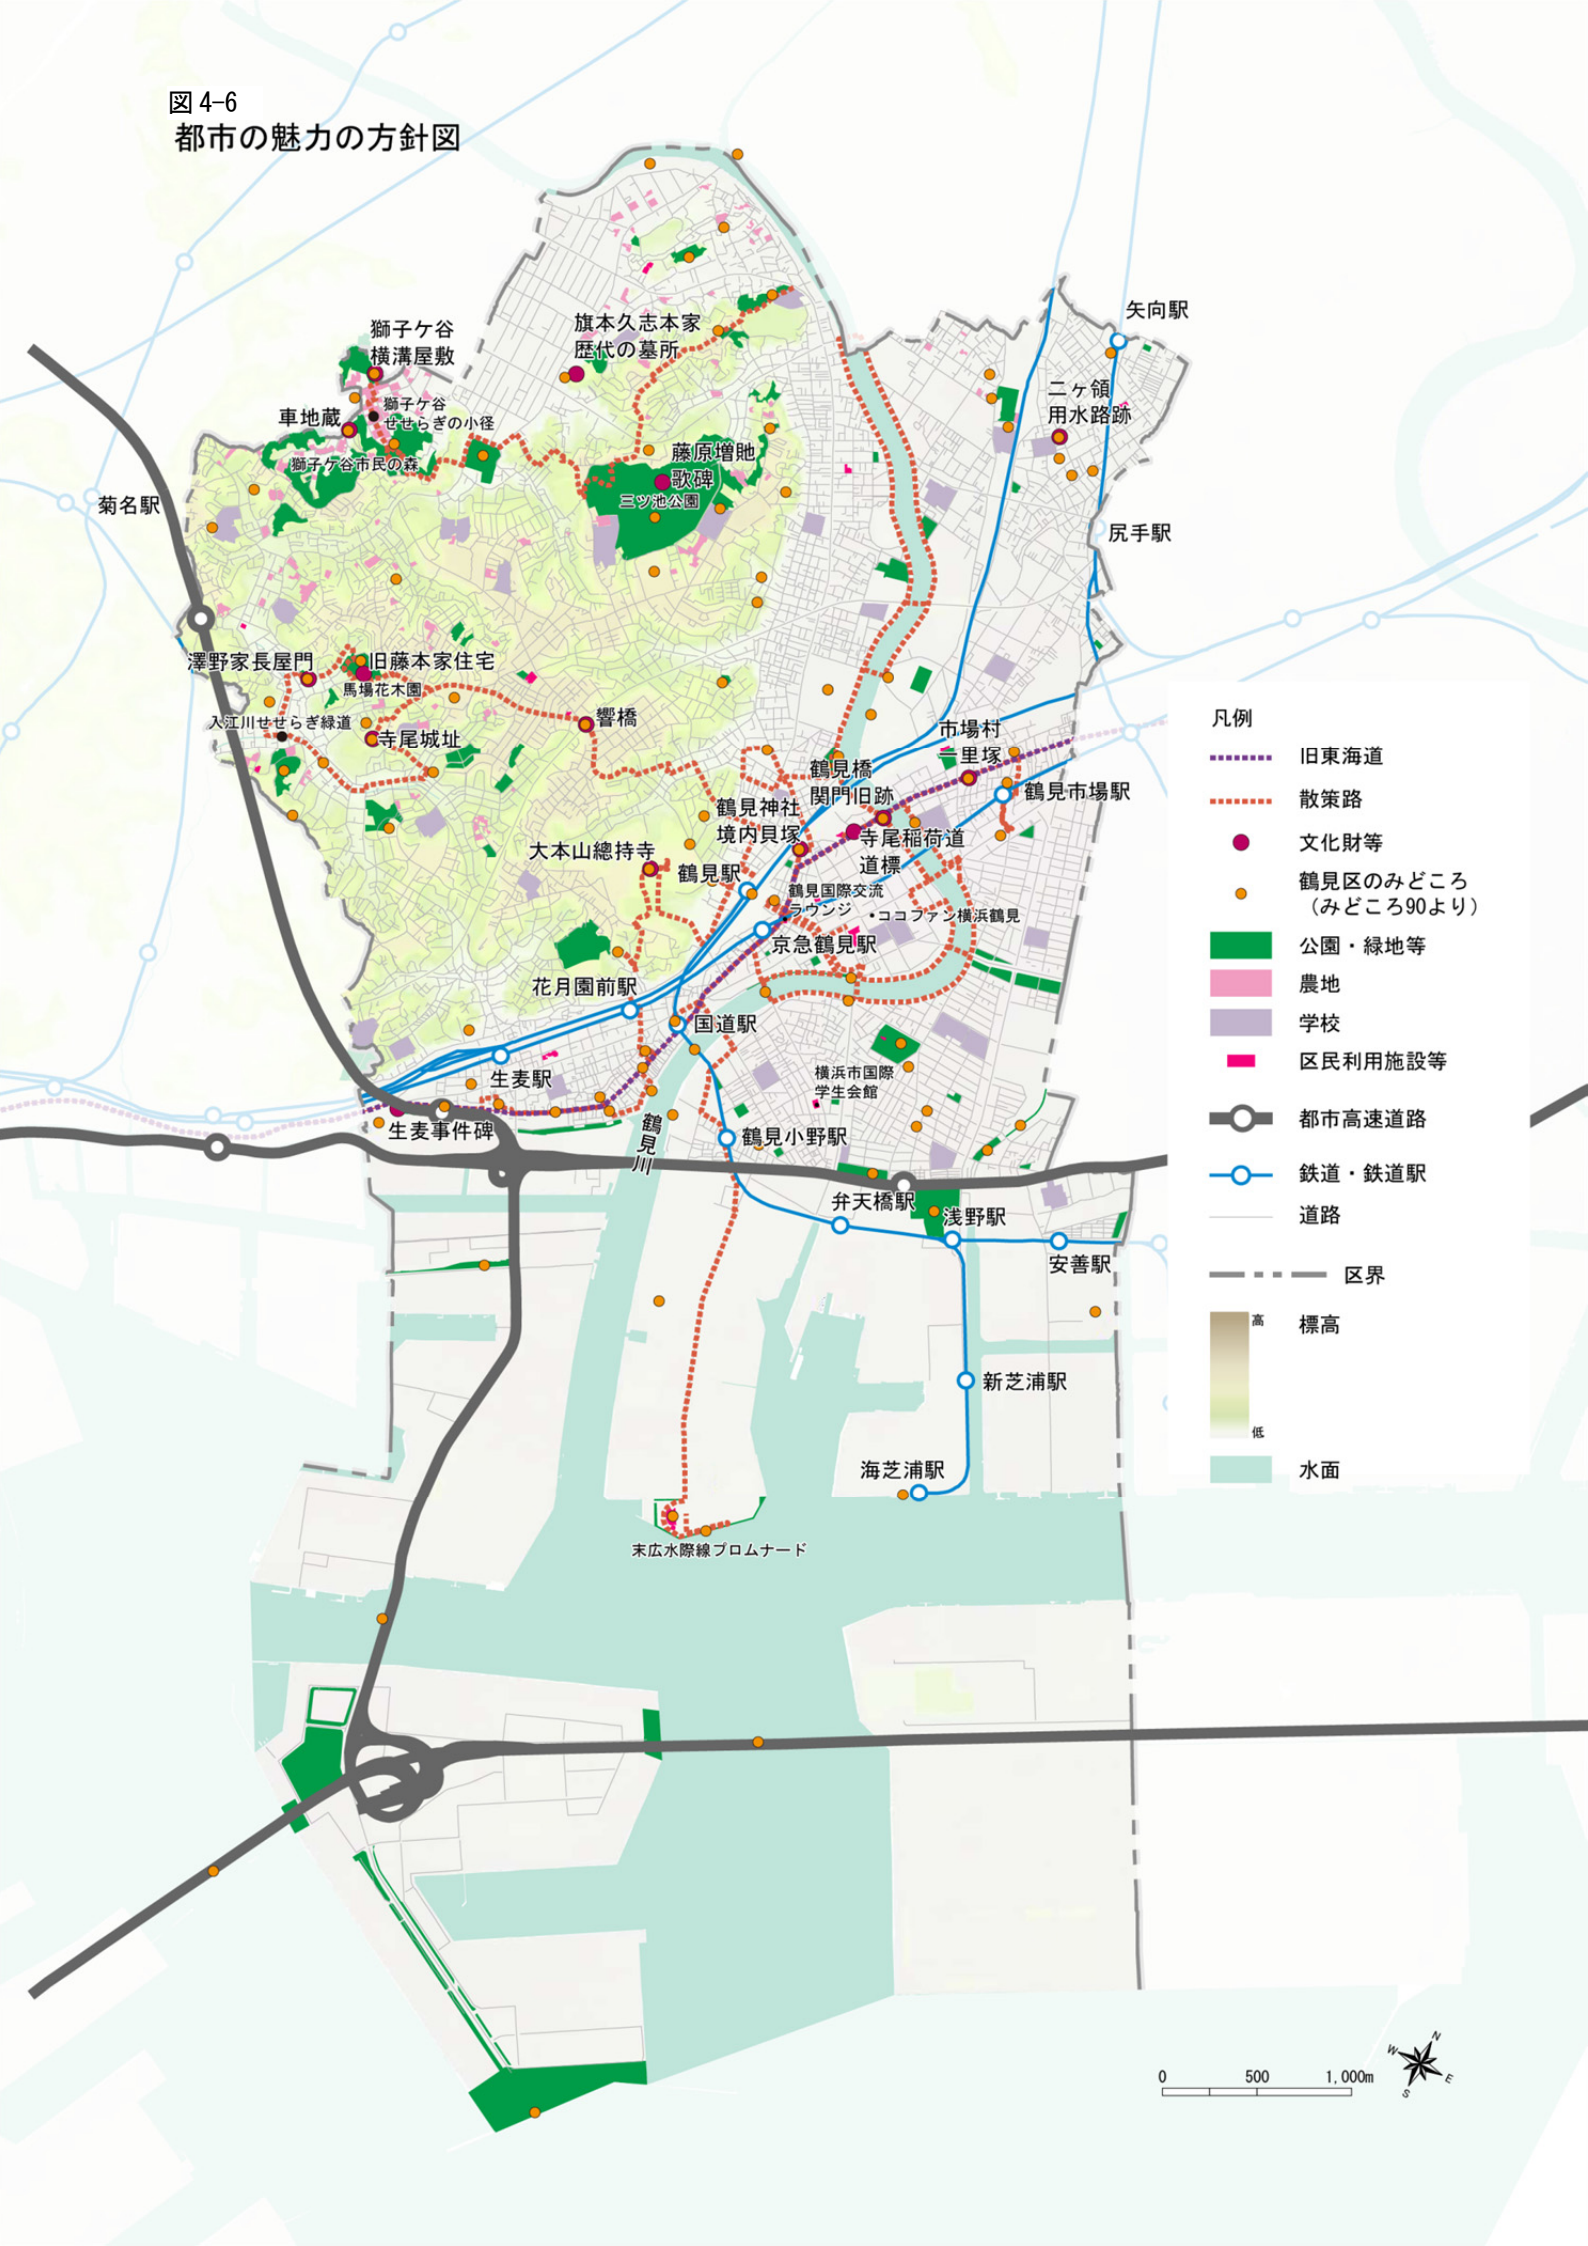 図 4-6
都市の魅力の方針図
矢向駅
獅子ケ谷
横溝屋敷
旗本久志本家
歴代の墓所
車地蔵
獅子ケ谷
せせらぎの小径
二ヶ領
用水路跡
獅子ケ谷市民の森
藤原増貤
歌碑
三ツ池公園
菊名駅
尻手駅
澤野家長屋門
旧藤本家住宅
馬場花木園
入江川せせらぎ緑道
寺尾城址
響橋
市場村
一里塚
鶴見橋
関門旧跡
鶴見市場駅
鶴見神社
境内貝塚
寺尾稲荷道
道標
大本山總持寺
鶴見駅
鶴見国際交流
ラウンジ
ココファン横浜鶴見
京急鶴見駅
花月園前駅
国道駅
生麦駅
横浜市国際
学生会館
生麦事件碑
鶴見川
鶴見小野駅
弁天橋駅
浅野駅
安善駅
新芝浦駅
海芝浦駅
末広水際線プロムナード
凡例
旧東海道
散策路
文化財等
鶴見区のみどころ
（みどころ90より）
公園・緑地等
農地
学校
区民利用施設等
都市高速道路
鉄道・鉄道駅
道路
区界
高
標高
低
水面
0 500 1,000m
N
W
E
S